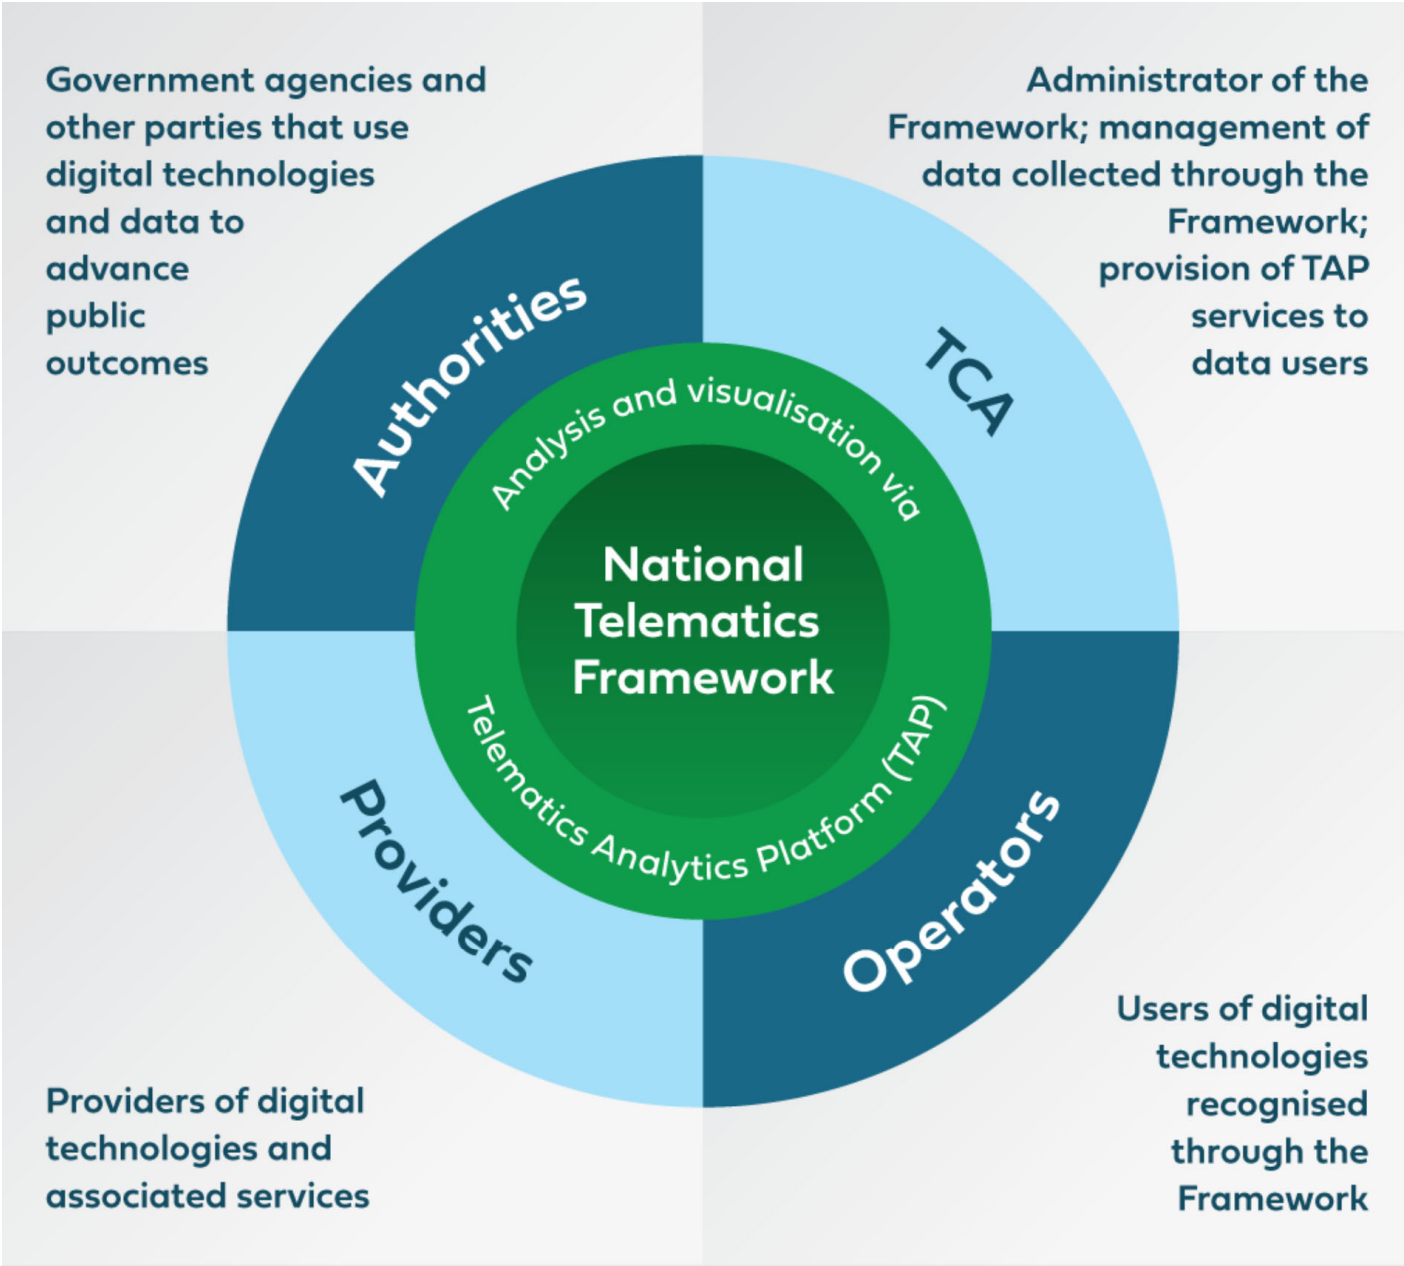 Government agencies and
other parties that use
digital technologies
and data to
advance
public
outcomes
Administrator of the
Framework; management of
data collected through the
Framework;
provision of TAP
services to
data users
Authorities
TCA
Analysis and visualisation via
National
Telematics
Framework
Telematics Analytics Platform (TAP)
Providers
Operators
Providers of digital
technologies and
associated services
Users of digital
technologies
recognised
through the
Framework